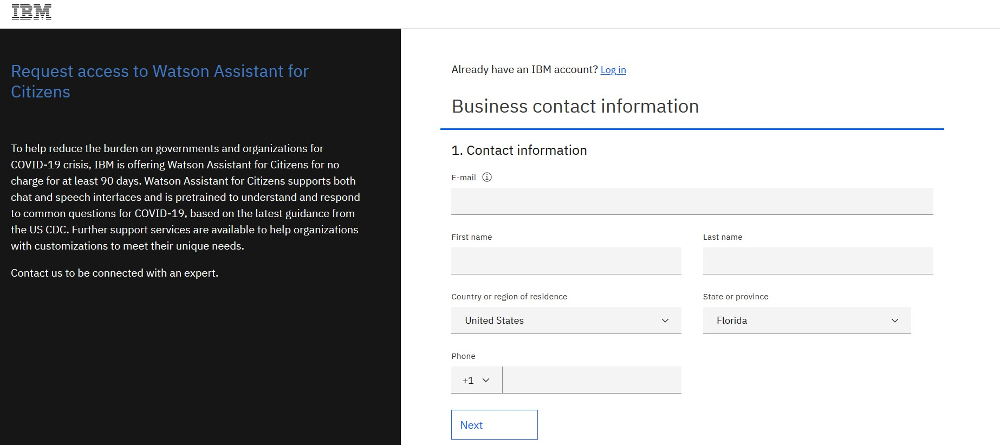 IBM
Request access to Watson Assistant for
Citizens
To help reduce the burden on governments and organizations for
COVID-19 crisis, IBM is offering Watson Assistant for Citizens for no
charge for at least 90 days. Watson Assistant for Citizens supports both
chat and speech interfaces and is pretrained to understand and respond
to common questions for COVID-19, based on the latest guidance from
the US CDC. Further support services are available to help organizations
with customizations to meet their unique needs.
Contact us to be connected with an expert.
Already have an IBM account? Log in
Business contact information
1. Contact information
E-mail
First name
Last name
Country or region of residence
State or province
United States
Florida
Phone
+1
Next